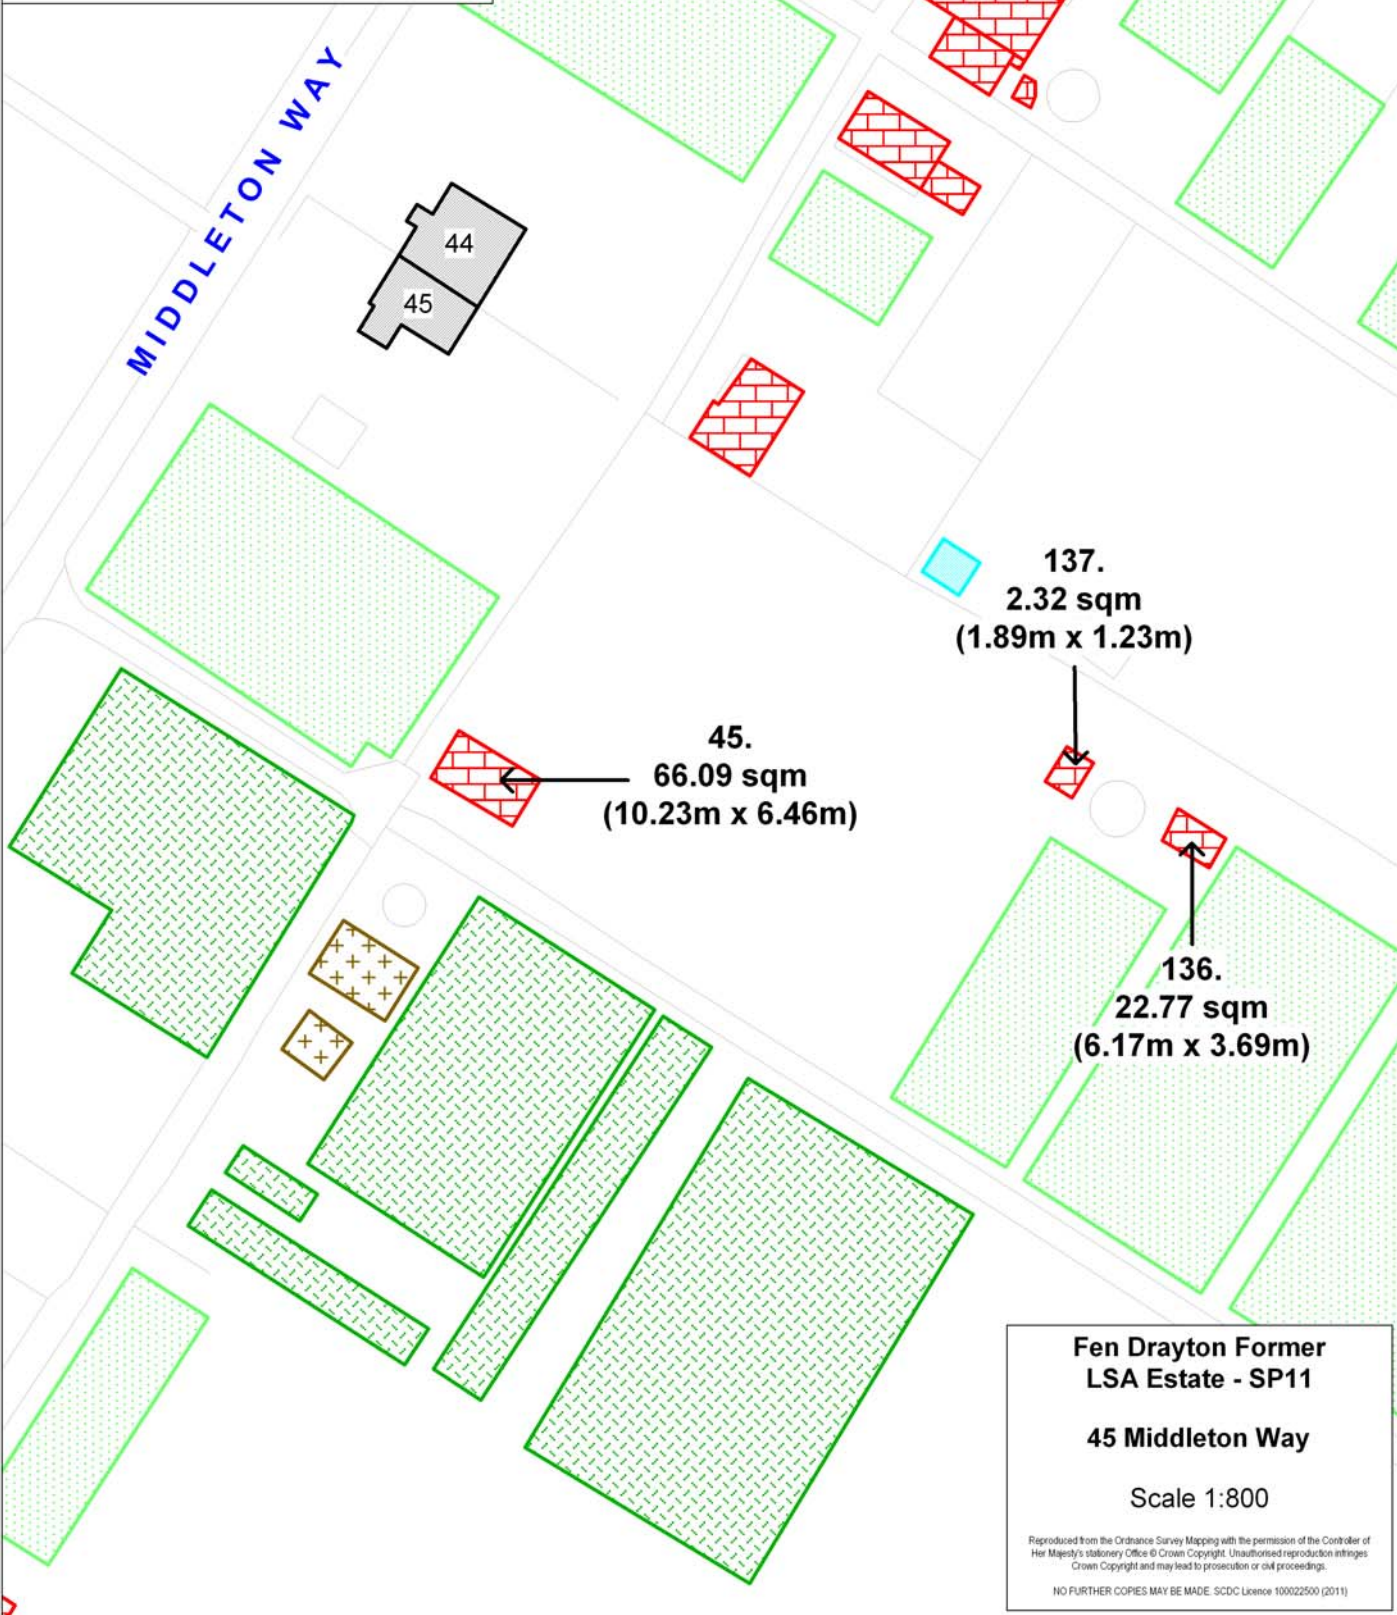 MIDDLETON WAY
44
45
137.
2.32 sqm
(1.89m x 1.23m)
45.
66.09 sqm
(10.23m x 6.46m)
136.
22.77 sqm
(6.17m x 3.69m)
Fen Drayton Former
LSA Estate - SP11
45 Middleton Way
Scale 1:800
Reproduced from the Ordnance Survey Mapping with the permission of the Controller of
Her Majesty's stationery Office © Crown Copyright. Unauthorised reproduction infringes
Crown Copyright and may lead to prosecution or civil proceedings.
NO FURTHER COPIES MAY BE MADE. SCDC Licence 100022500 (2011)